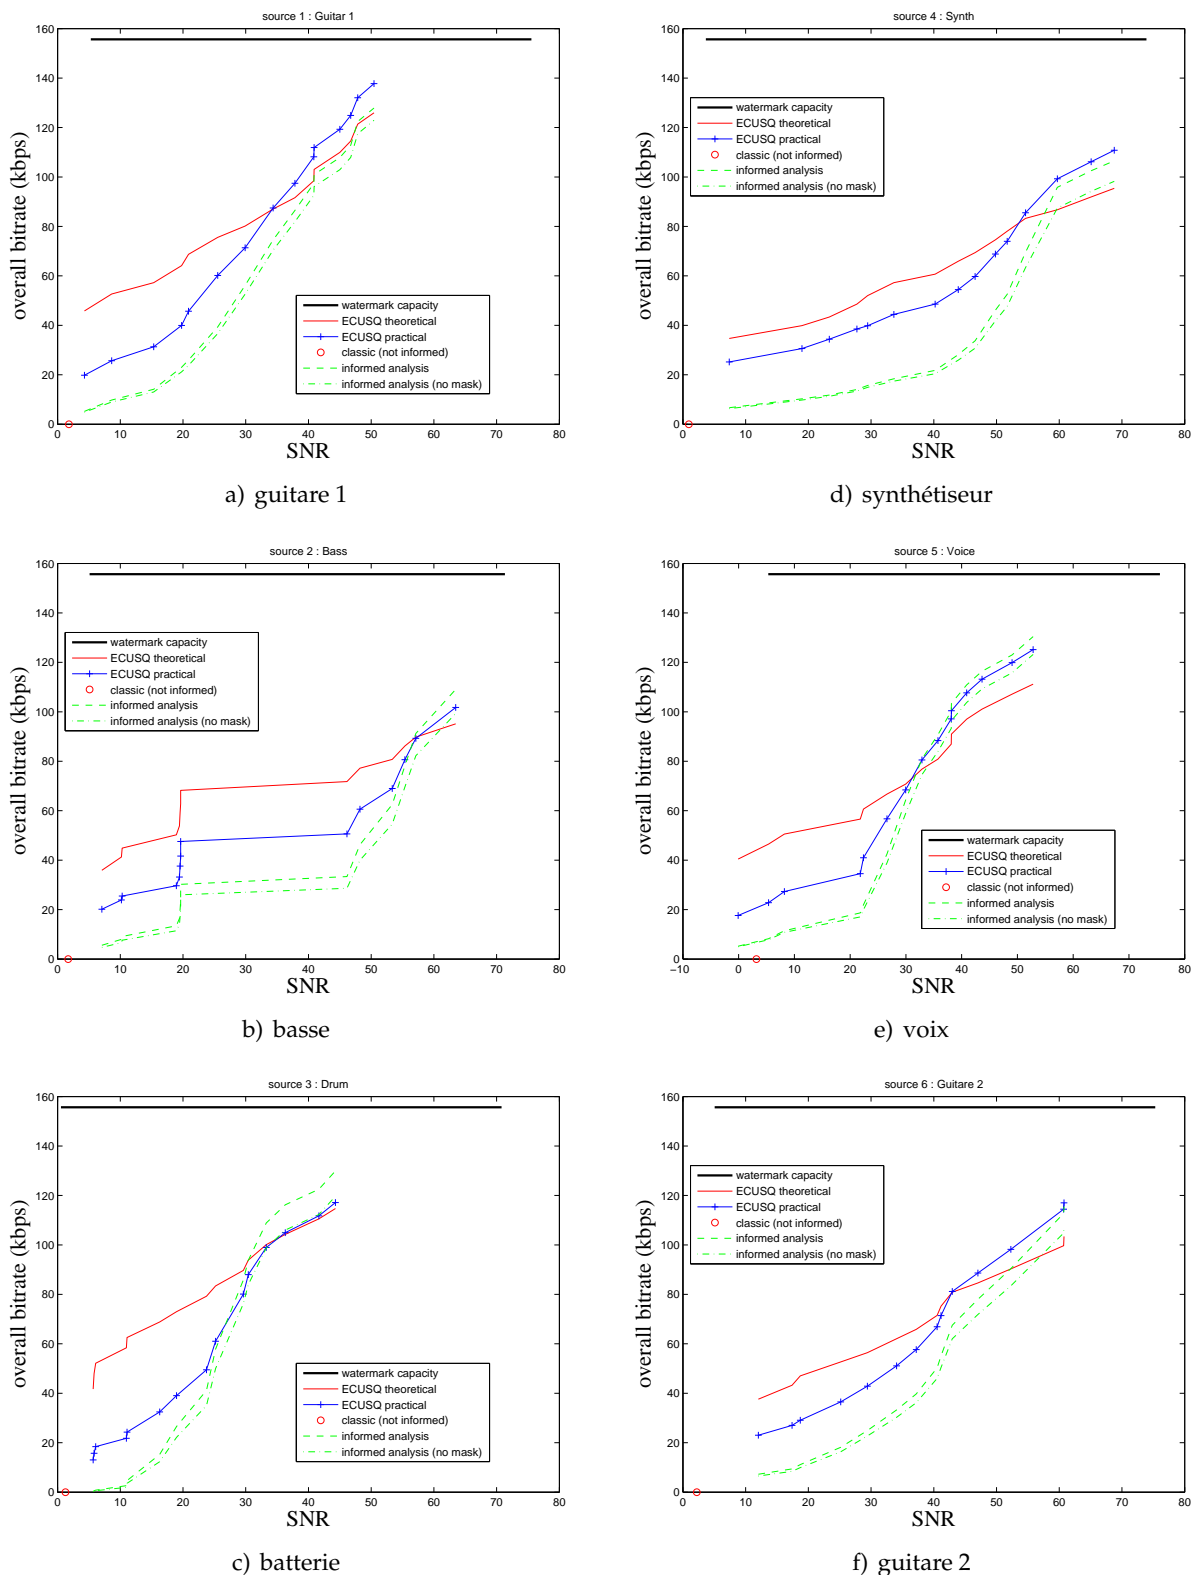 source 1 : Guitar 1
160
140
120
100
80
60
40
20
0
overall bitrate (kbps)
watermark capacity
ECUSQ theoretical
ECUSQ practical
classic (not informed)
informed analysis
informed analysis (no mask)
0 10 20 30 40 50 60 70 80
SNR
a) guitare 1
source 4 : Synth
160
140
120
100
80
60
40
20
0
overall bitrate (kbps)
watermark capacity
ECUSQ theoretical
ECUSQ practical
classic (not informed)
informed analysis
informed analysis (no mask)
0 10 20 30 40 50 60 70 80
SNR
d) synthétiseur
source 2 : Bass
160
140
120
100
80
60
40
20
0
overall bitrate (kbps)
watermark capacity
ECUSQ theoretical
ECUSQ practical
classic (not informed)
informed analysis
informed analysis (no mask)
0 10 20 30 40 50 60 70 80
SNR
b) basse
source 5 : Voice
160
140
120
100
80
60
40
20
0
overall bitrate (kbps)
watermark capacity
ECUSQ theoretical
ECUSQ practical
classic (not informed)
informed analysis
informed analysis (no mask)
−10 0 10 20 30 40 50 60 70 80
SNR
e) voix
source 3 : Drum
160
140
120
100
80
60
40
20
0
overall bitrate (kbps)
watermark capacity
ECUSQ theoretical
ECUSQ practical
classic (not informed)
informed analysis
informed analysis (no mask)
0 10 20 30 40 50 60 70 80
SNR
c) batterie
source 6 : Guitare 2
160
140
120
100
80
60
40
20
0
overall bitrate (kbps)
watermark capacity
ECUSQ theoretical
ECUSQ practical
classic (not informed)
informed analysis
informed analysis (no mask)
0 10 20 30 40 50 60 70 80
SNR
f) guitare 2